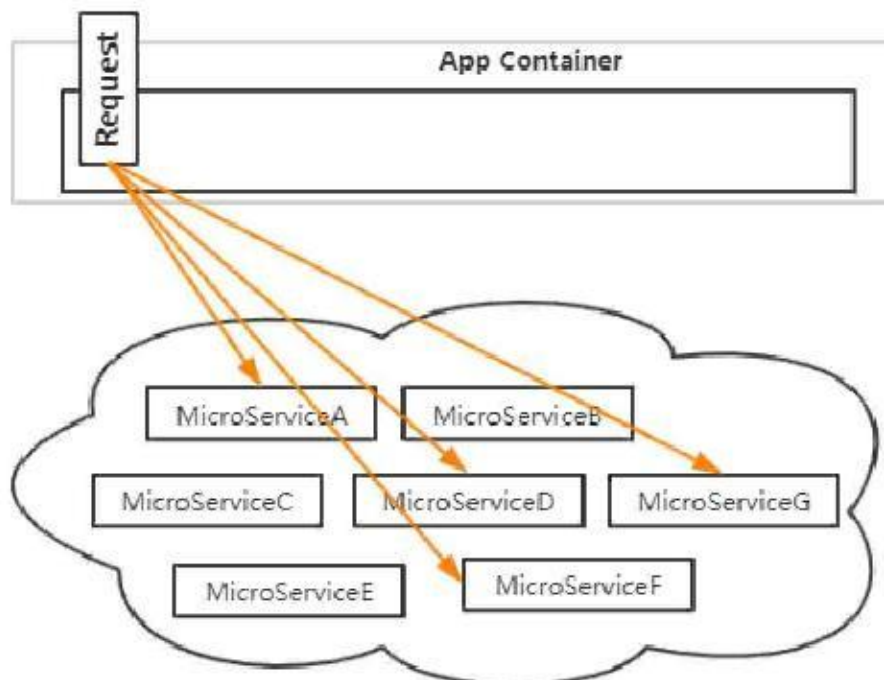 Request
App Container
MicroServiceA
MicroServiceB
MicroServiceC
MicroServiceD
MicroServiceG
MicroServiceE
MicroServiceF